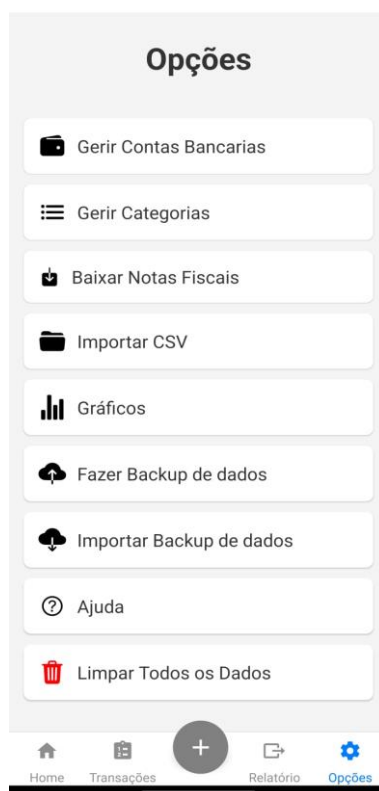 Opções
Gerir Contas Bancarias
Gerir Categorias
Baixar Notas Fiscais
Importar CSV
Gráficos
Fazer Backup de dados
Importar Backup de dados
Ajuda
Limpar Todos os Dados
Home Transações Relatório Opções